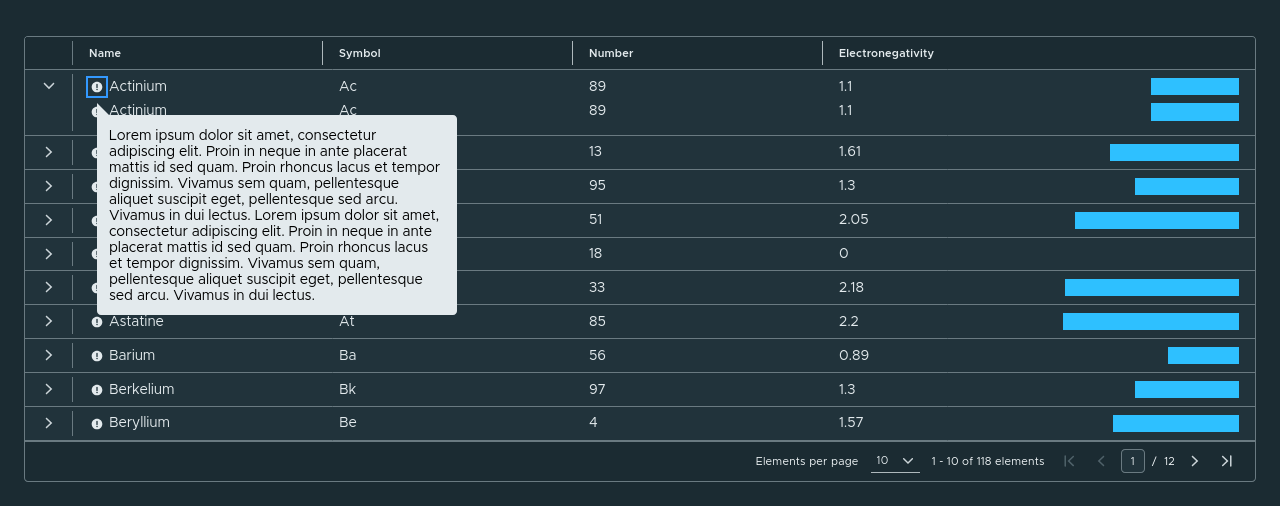 Name Symbol Number Electronegativity
Actinium Ac 89 1.1
Actinium Ac 89 1.1
Lorem ipsum dolor sit amet, consectetur
adipiscing elit. Proin in neque in ante placerat
mattis id sed quam. Proin rhoncus lacus et tempor
dignissim. Vivamus sem quam, pellentesque
aliquet suscipit eget, pellentesque sed arcu.
Vivamus in dui lectus. Lorem ipsum dolor sit amet,
consectetur adipiscing elit. Proin in neque in ante
placerat mattis id sed quam. Proin rhoncus lacus
et tempor dignissim. Vivamus sem quam,
pellentesque aliquet suscipit eget, pellentesque
sed arcu. Vivamus in dui lectus.
13 1.61
95 1.3
51 2.05
18 0
33 2.18
Astatine At 85 2.2
Barium Ba 56 0.89
Berkelium Bk 97 1.3
Beryllium Be 4 1.57
Elements per page 10 1 - 10 of 118 elements 1 / 12